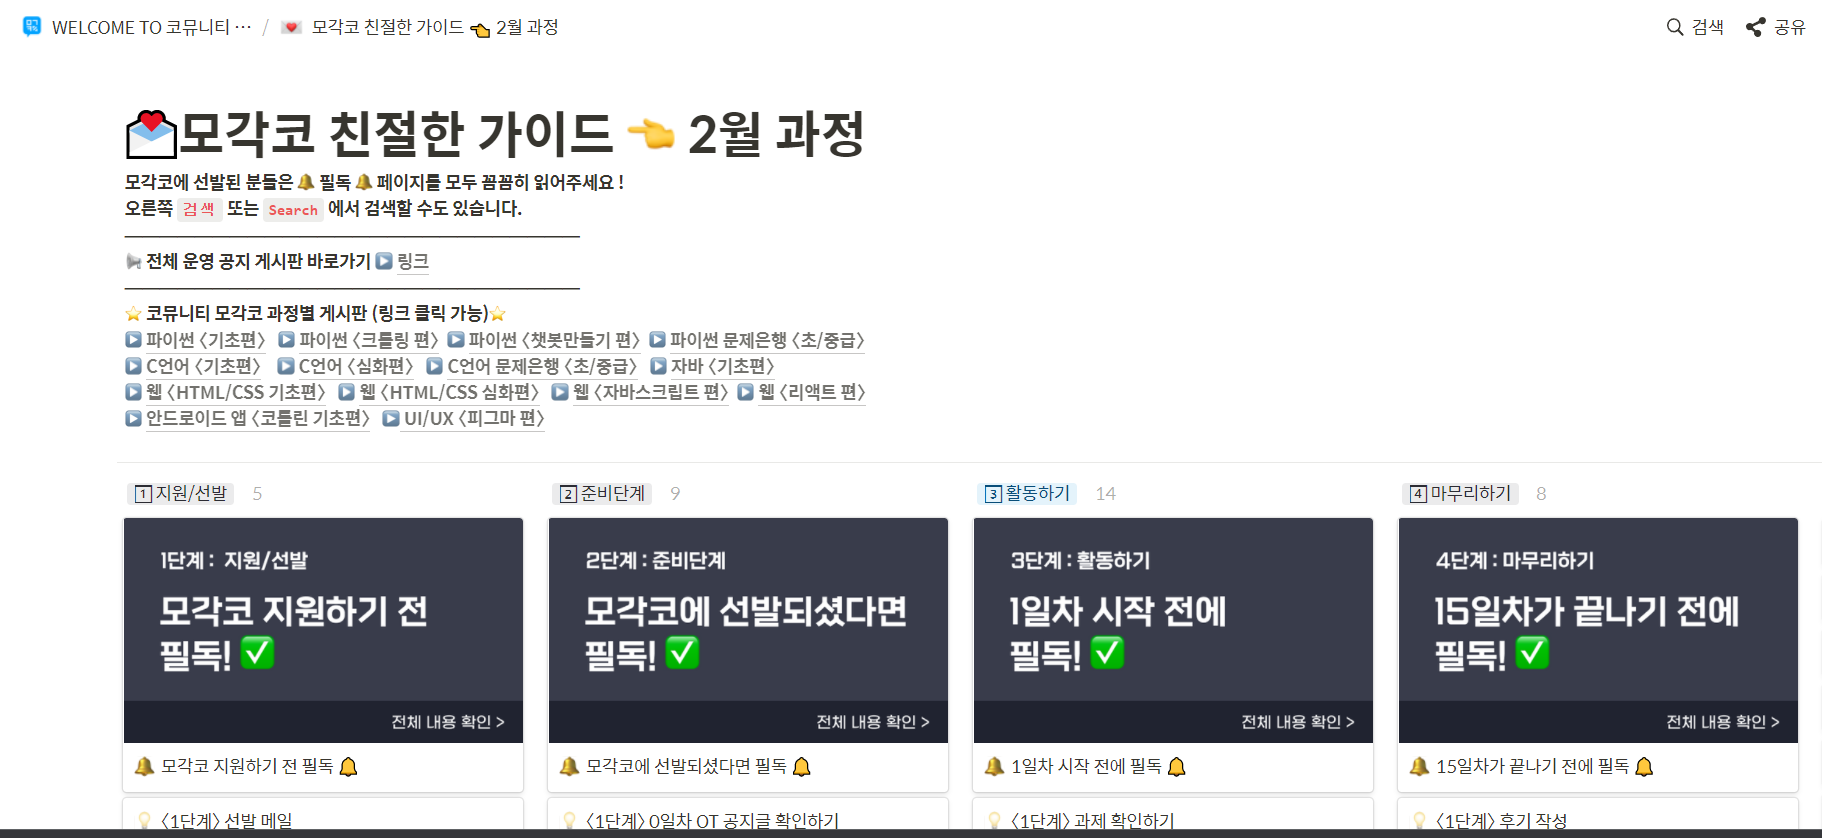 WELCOME TO 코뮤니티 ... / 💌 모각코 친절한 가이드 👈 2월 과정
검색 공유
💌모각코 친절한 가이드 👈 2월 과정
모각코에 선발된 분들은 🔔 필독 🔔 페이지를 모두 꼼꼼히 읽어주세요 !
오른쪽 검색 또는 Search 에서 검색할 수도 있습니다.
📢 전체 운영 공지 게시판 바로가기 ▶️ 링크
⭐ 코뮤니티 모각코 과정별 게시판 (링크 클릭 가능)⭐
▶️ 파이썬 〈기초편〉 ▶️ 파이썬 〈크롤링 편〉 ▶️ 파이썬 〈챗봇만들기 편〉 ▶️ 파이썬 문제은행 〈초/중급〉
▶️ C언어 〈기초편〉 ▶️ C언어 〈심화편〉 ▶️ C언어 문제은행 〈초/중급〉 ▶️ 자바 〈기초편〉
▶️ 웹 〈HTML/CSS 기초편〉 ▶️ 웹 〈HTML/CSS 심화편〉 ▶️ 웹 〈자바스크립트 편〉 ▶️ 웹 〈리액트 편〉
▶️ 안드로이드 앱 〈코틀린 기초편〉 ▶️ UI/UX 〈피그마 편〉
1️⃣지원/선발 5
1단계 : 지원/선발
모각코 지원하기 전
필독! ✅
전체 내용 확인 >
🔔 모각코 지원하기 전 필독 🔔
💡 〈1단계〉 선발 메일
2️⃣준비단계 9
2단계 : 준비단계
모각코에 선발되셨다면
필독! ✅
전체 내용 확인 >
🔔 모각코에 선발되셨다면 필독 🔔
💡 〈1단계〉 0일차 OT 공지글 확인하기
3️⃣활동하기 14
3단계 : 활동하기
1일차 시작 전에
필독! ✅
전체 내용 확인 >
🔔 1일차 시작 전에 필독 🔔
💡 〈1단계〉 과제 확인하기
4️⃣마무리하기 8
4단계 : 마무리하기
15일차가 끝나기 전에
필독! ✅
전체 내용 확인 >
🔔 15일차가 끝나기 전에 필독 🔔
💡 〈1단계〉 후기 작성